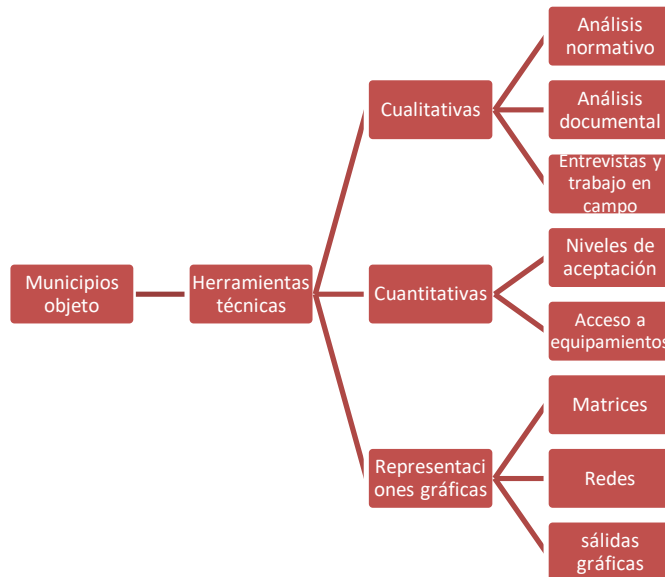 Municipios
objeto
Herramientas
técnicas
Cualitativas
Análisis
normativo
Análisis
documental
Entrevistas y
trabajo en
campo
Cuantitativas
Niveles de
aceptación
Acceso a
equipamientos
Representaci
ones gráficas
Matrices
Redes
sálidas
gráficas